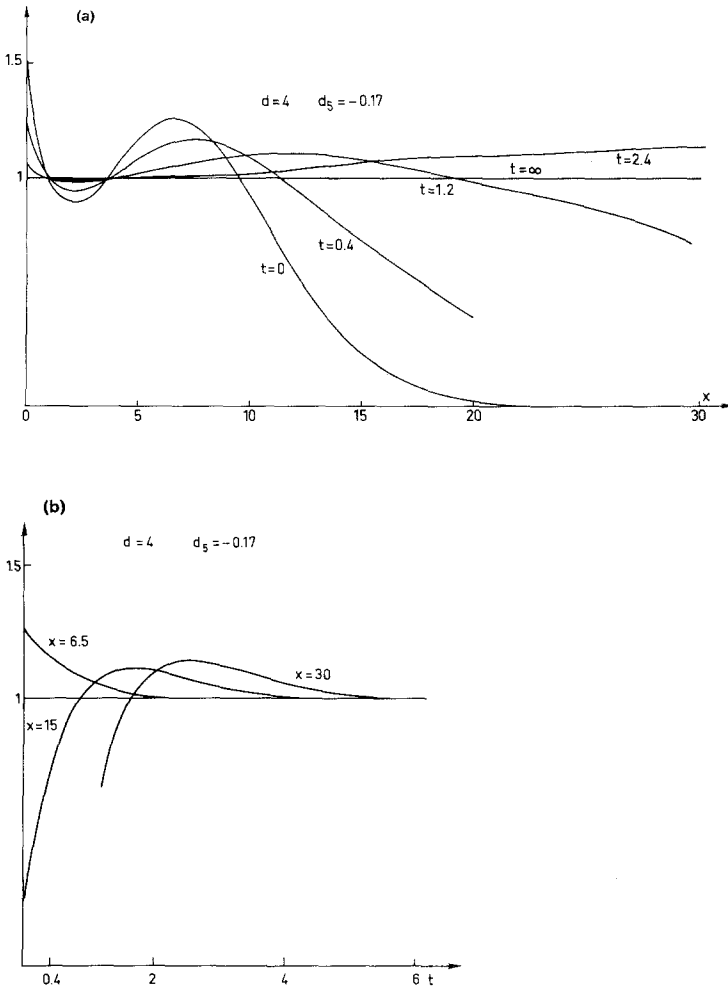 (a)
1.5
d=4 d₅=-0.17
t=2.4
t=∞
1
t=1.2
t=0.4
t=0
x
0 5 10 15 20 30
(b)
d=4 d₅=-0.17
1.5
x=6.5
x=30
1
x=15
0.4 2 4 6 t